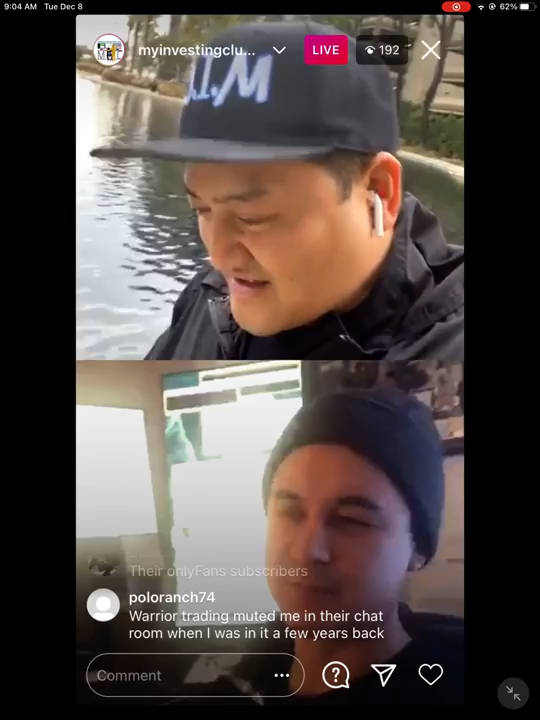 9:04 AM Tue Dec 8
62%
myinvestingclu...
LIVE
192
Their onlyFans subscribers
poloranch74
Warrior trading muted me in their chat
room when I was in it a few years back
Comment